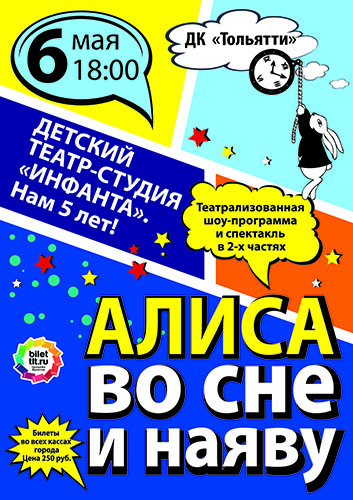 6 мая
18:00
ДК «Тольятти»
ДЕТСКИЙ
ТЕАТР-СТУДИЯ
«ИНФАНТА».
Нам 5 лет!
Театрализованная
шоу-программа
и спектакль
в 2-х частях
АЛИСА
ВО СНЕ
И НАЯВУ
bilet
tlt.ru
Билеты
во всех кассах
города
Цена 250 руб.